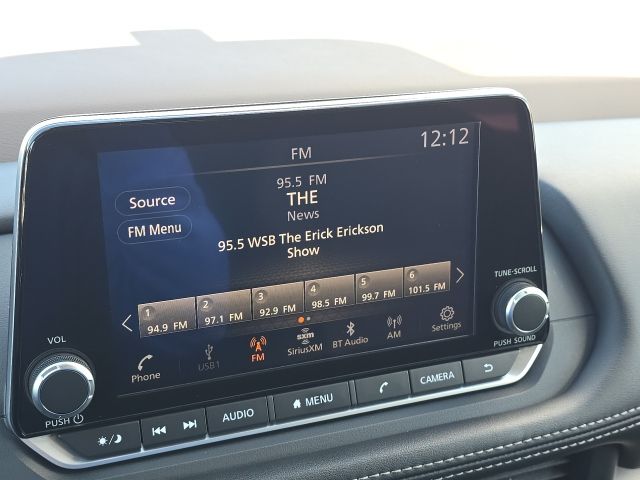 FM
12:12
95.5 FM
THE
News
Source
FM Menu
95.5 WSB The Erick Erickson
Show
1
94.9 FM
2
97.1 FM
3
92.9 FM
4
98.5 FM
5
99.7 FM
6
101.5 FM
Phone
USB1
FM
sxm
SiriusXM
BT Audio
AM
Settings
VOL
PUSH
TUNE·SCROLL
PUSH SOUND
AUDIO
MENU
CAMERA